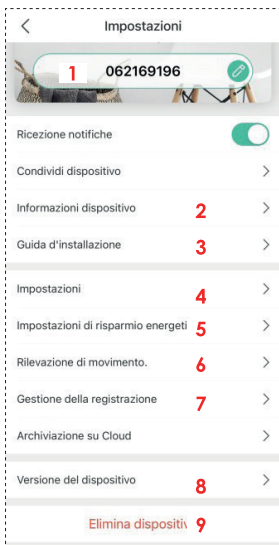 Impostazioni
1 062169196
Ricezione notifiche
Condividi dispositivo
Informazioni dispositivo 2
Guida d'installazione 3
Impostazioni 4
Impostazioni di risparmio energeti 5
Rilevazione di movimento. 6
Gestione della registrazione 7
Archiviazione su Cloud
Versione del dispositivo 8
Elimina dispositiv 9